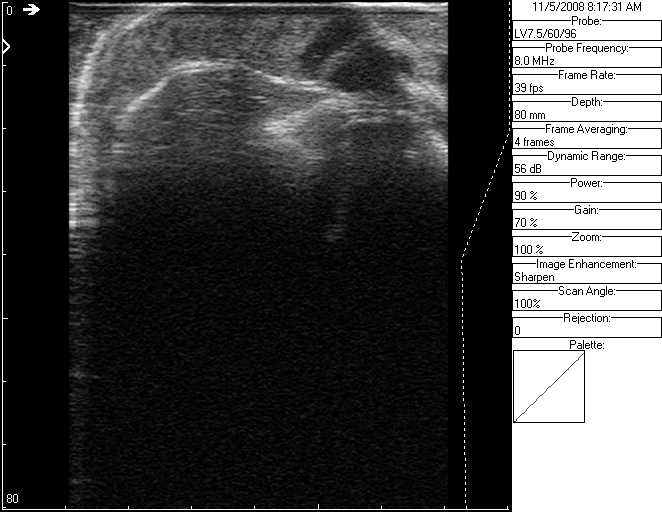 0
80
11/5/2008 8:17:31 AM
Probe:
LV7.5/60/96
Probe Frequency:
8.0 MHz
Frame Rate:
39 fps
Depth:
80 mm
Frame Averaging:
4 frames
Dynamic Range:
56 dB
Power:
90 %
Gain:
70 %
Zoom:
100 %
Image Enhancement:
Sharpen
Scan Angle:
100%
Rejection:
0
Palette: